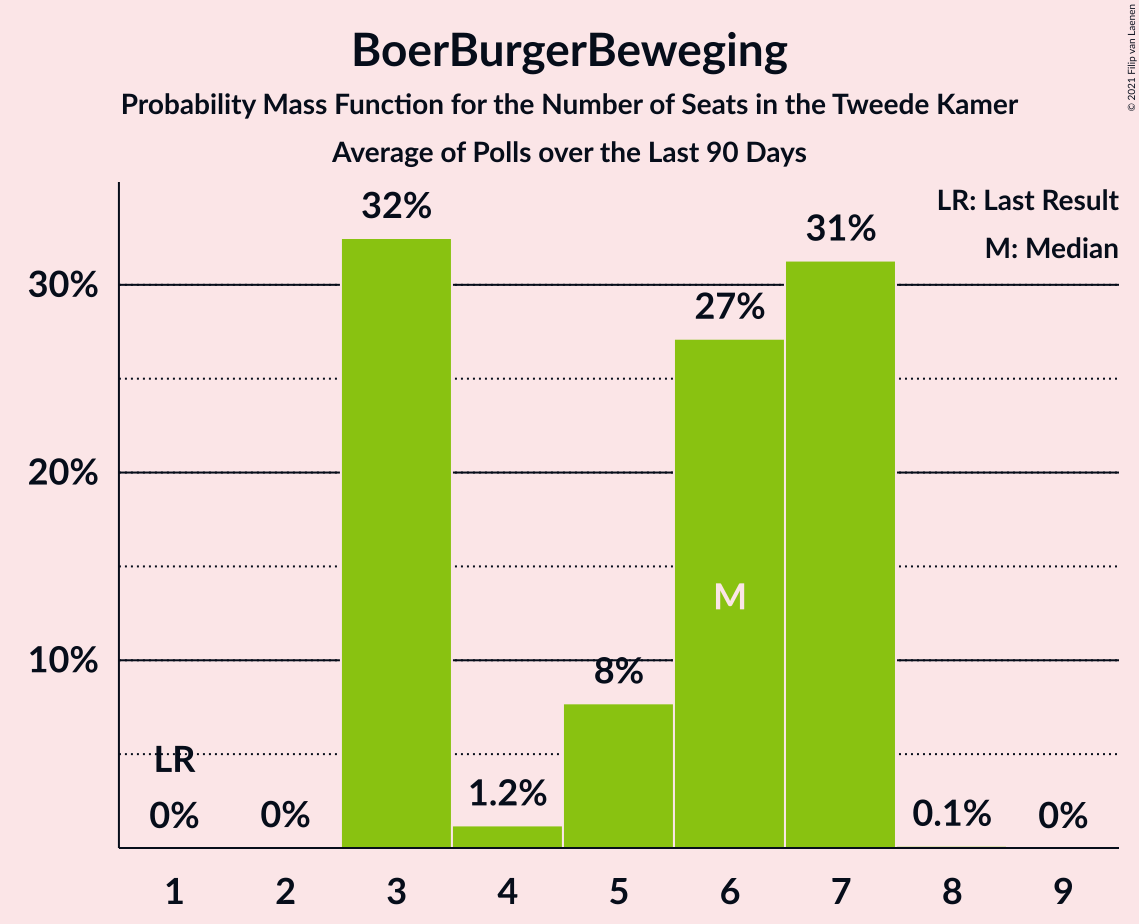 BoerBurgerBeweging
Probability Mass Function for the Number of Seats in the Tweede Kamer
Average of Polls over the Last 90 Days
© 2021 Filip van Laenen
LR: Last Result
M: Median
30%
20%
10%
32%
31%
27%
M
8%
LR
0%
0%
1.2%
0.1%
0%
1 2 3 4 5 6 7 8 9